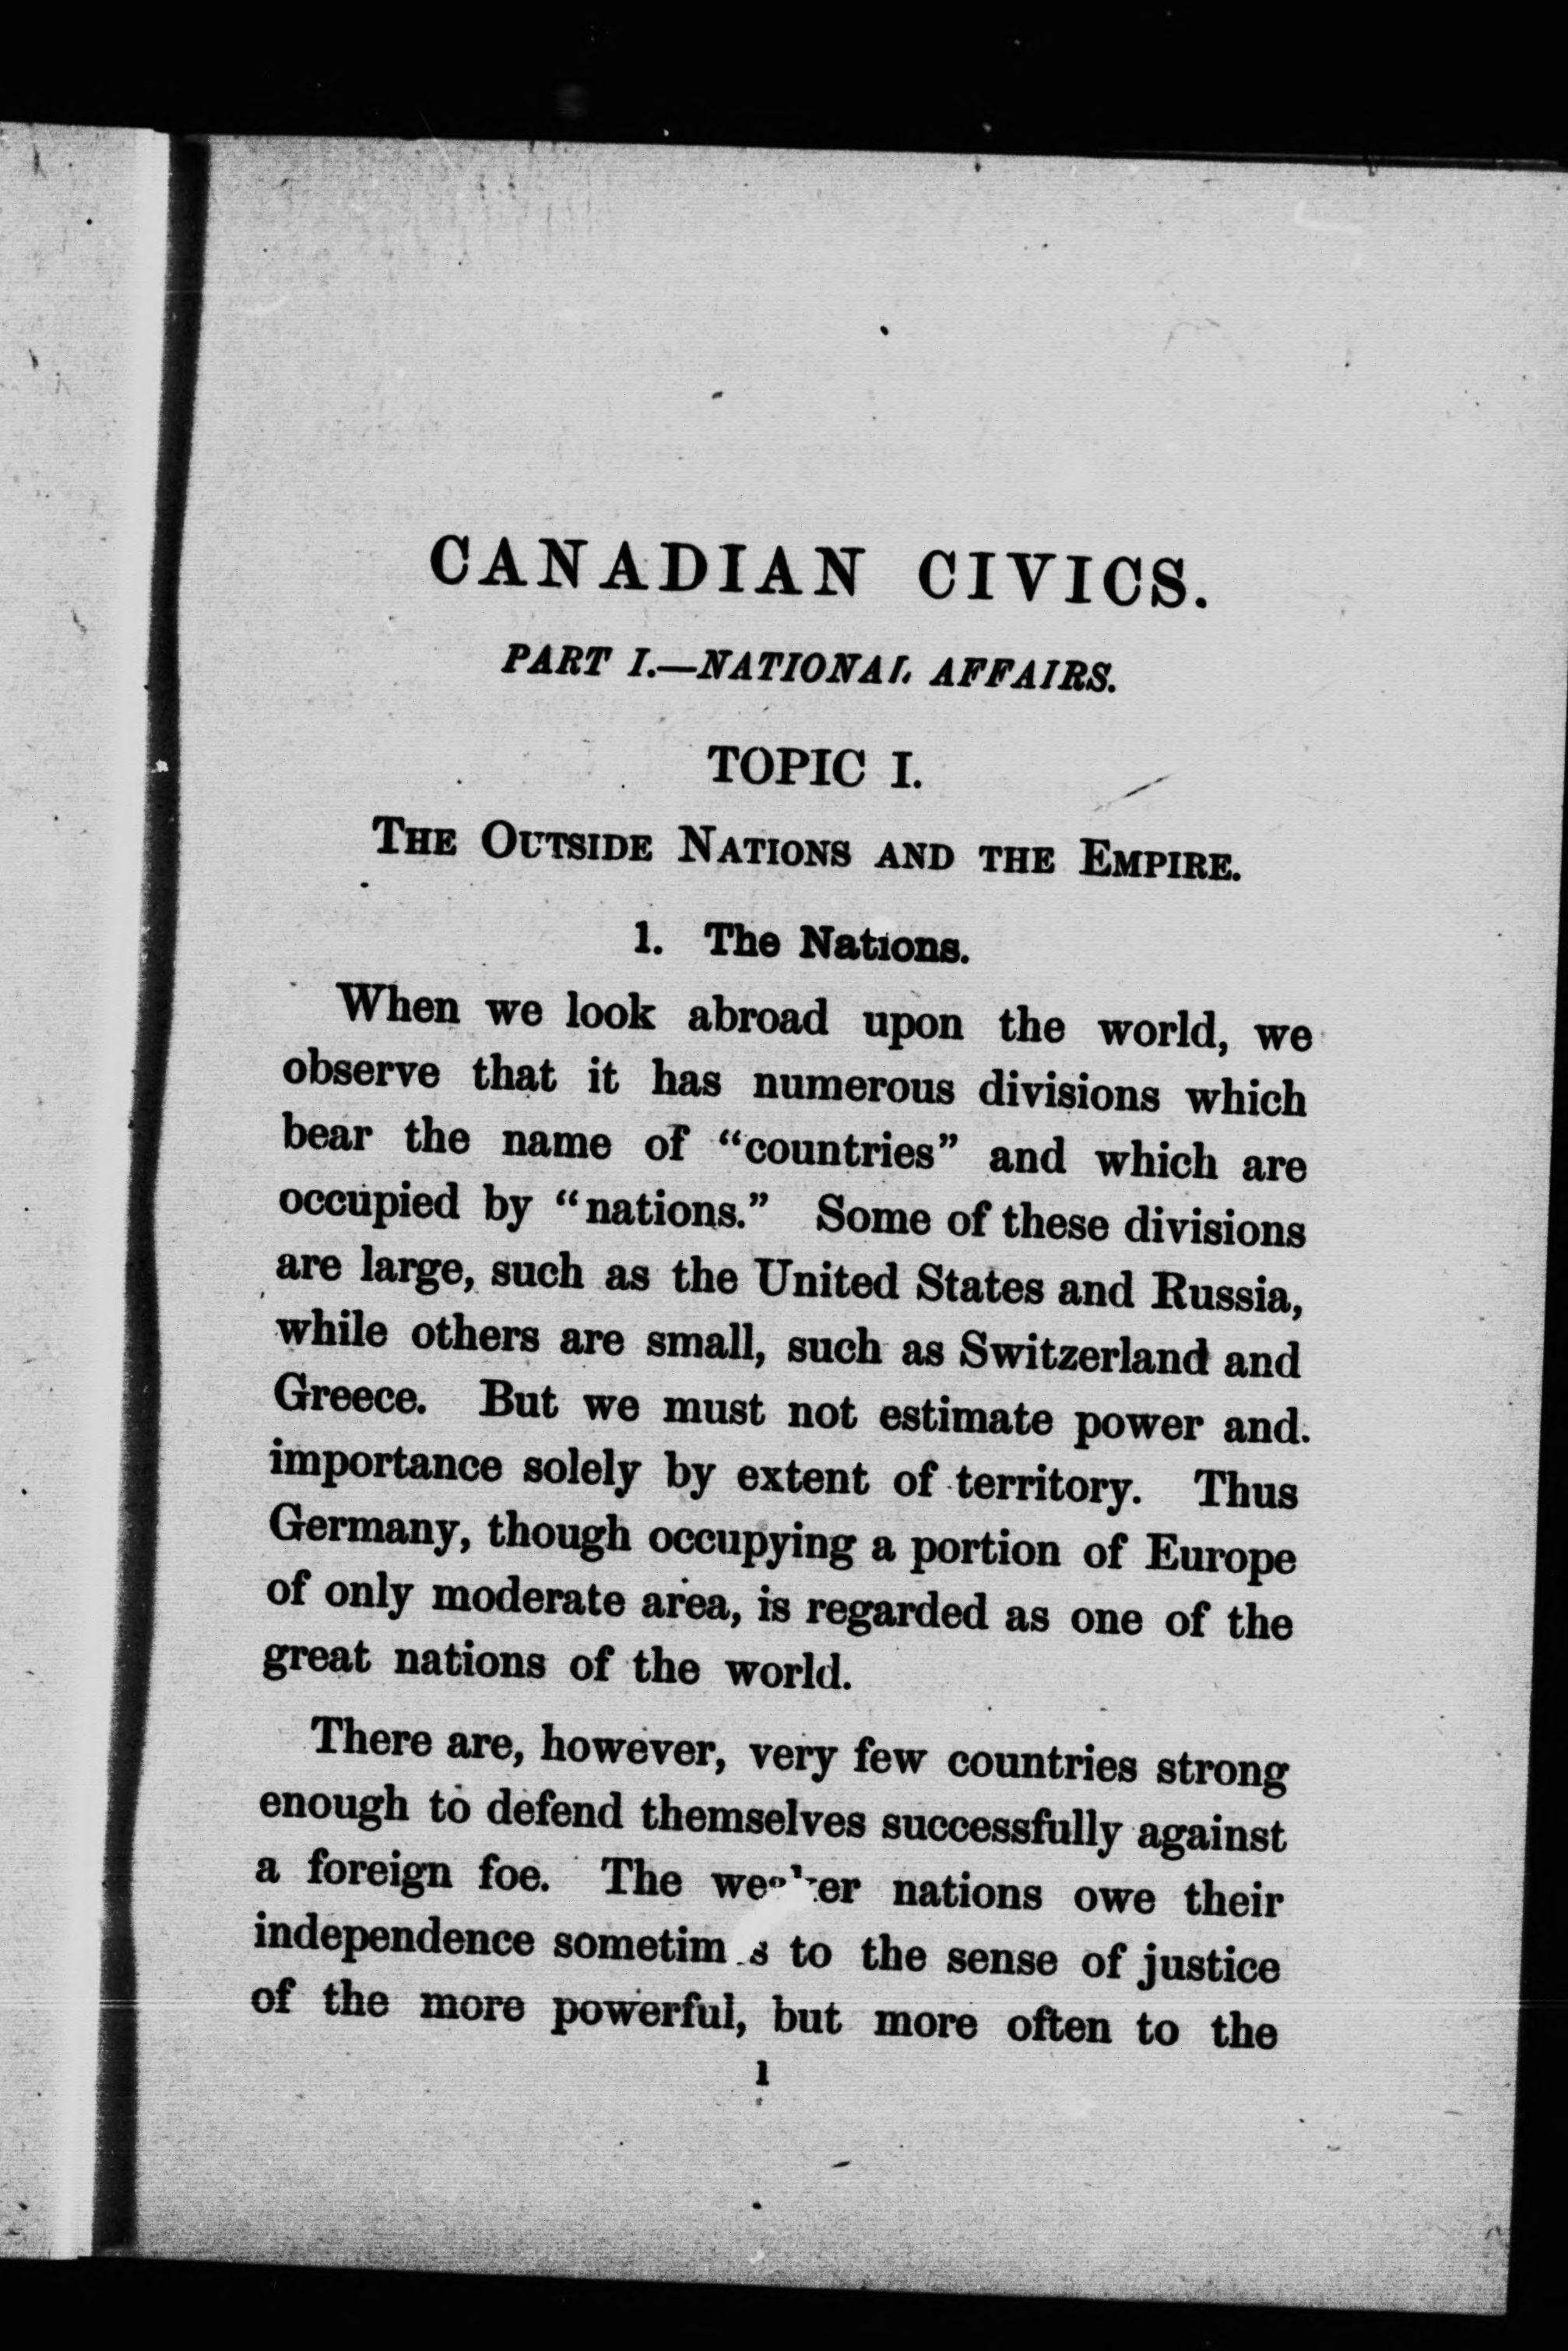 CANADIAN CIVICS.
PART I.—NATIONAL AFFAIRS.
TOPIC I.
THE OUTSIDE NATIONS AND THE EMPIRE.
1. The Nations.
When we look abroad upon the world, we
observe that it has numerous divisions which
bear the name of “countries” and which are
occupied by “nations.” Some of these divisions
are large, such as the United States and Russia,
while others are small, such as Switzerland and
Greece. But we must not estimate power and
importance solely by extent of territory. Thus
Germany, though occupying a portion of Europe
of only moderate area, is regarded as one of the
great nations of the world.
There are, however, very few countries strong
enough to defend themselves successfully against
a foreign foe. The weaker nations owe their
independence sometimes to the sense of justice
of the more powerful, but more often to the
1